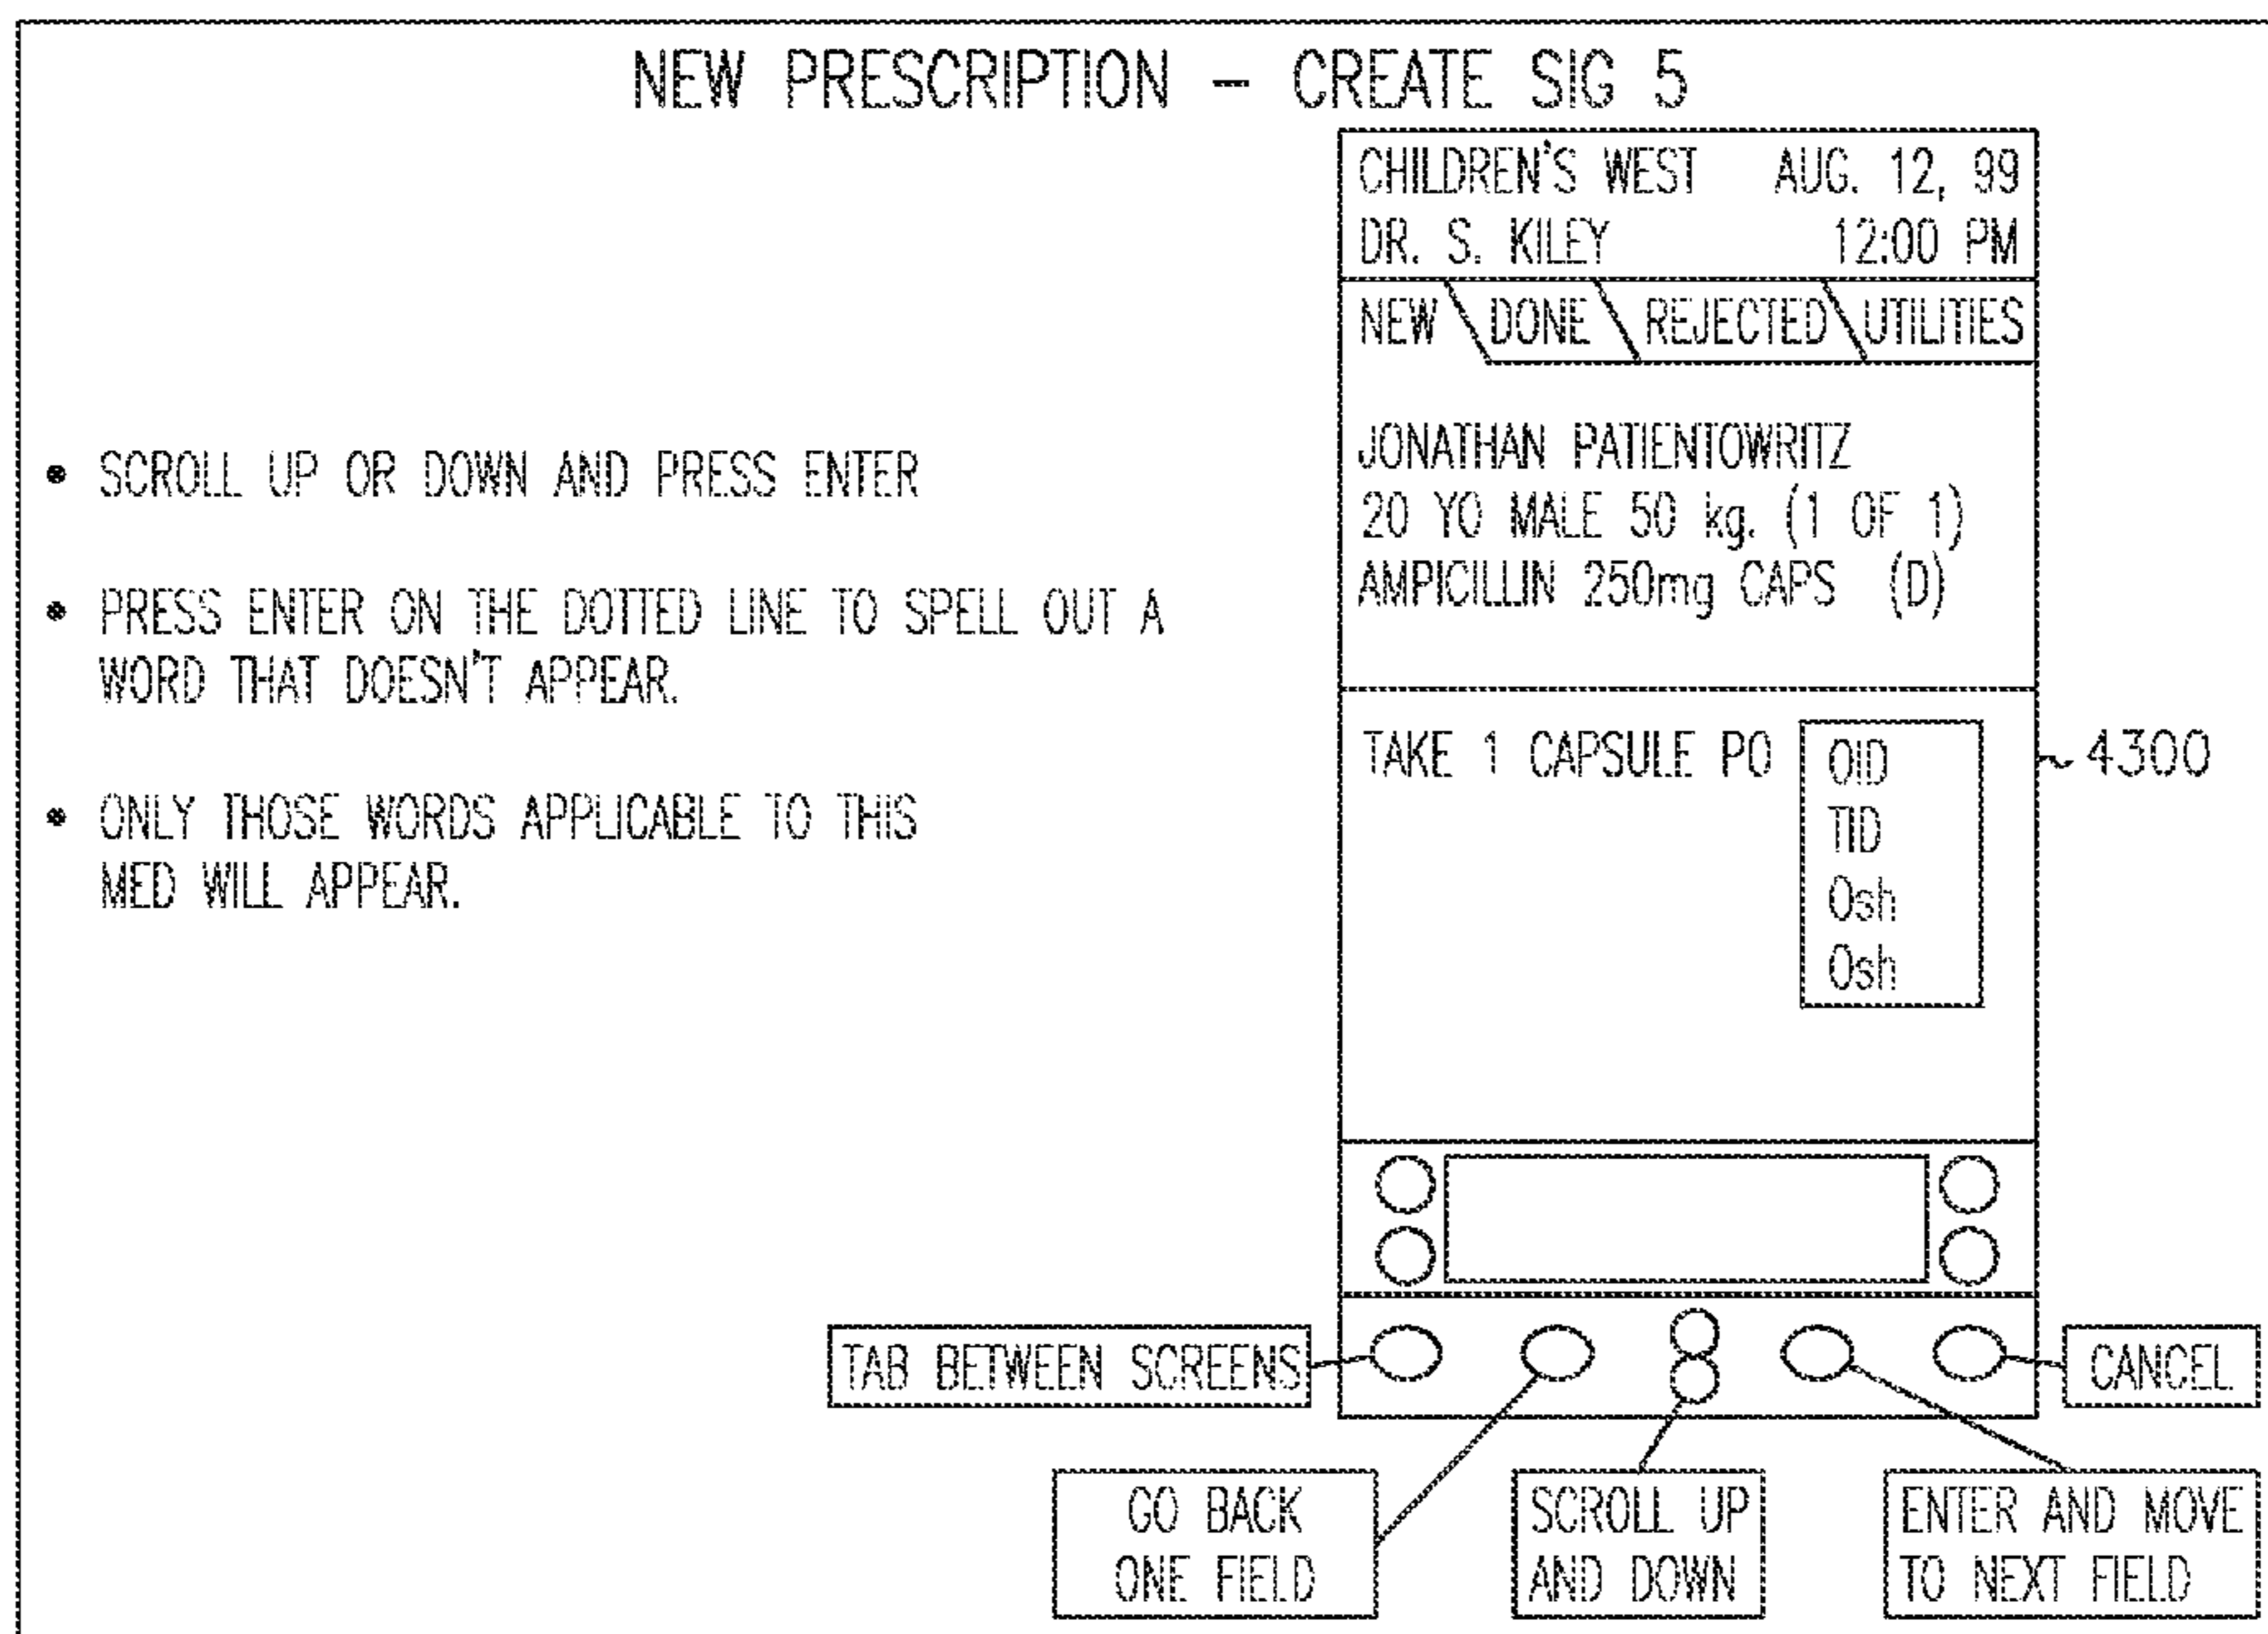 NEW PRESCRIPTION – CREATE SIG 5
• SCROLL UP OR DOWN AND PRESS ENTER
• PRESS ENTER ON THE DOTTED LINE TO SPELL OUT A
WORD THAT DOESN'T APPEAR.
• ONLY THOSE WORDS APPLICABLE TO THIS
MED WILL APPEAR.
CHILDREN'S WEST AUG. 12, 99
DR. S. KILEY 12:00 PM
NEW DONE REJECTED UTILITIES
JONATHAN PATIENTOWRITZ
20 YO MALE 50 kg. (1 OF 1)
AMPICILLIN 250mg CAPS (D)
TAKE 1 CAPSULE PO
OID
TID
Osh
Osh
4300
TAB BETWEEN SCREENS
CANCEL
GO BACK
ONE FIELD
SCROLL UP
AND DOWN
ENTER AND MOVE
TO NEXT FIELD